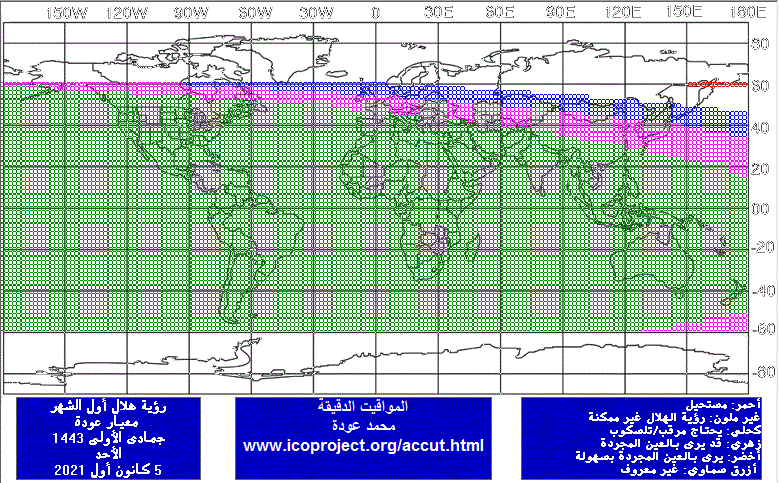 150W 120W 90W 60W 30W 0 30E 60E 90E 120E 150E 180E
80
60
40
20
00
-20
-40
-60
-80
رؤية هلال أول الشهر
معيار عودة
جمادى الأولى 1443
الأحد
5 كانون أول 2021
المواقيت الدقيقة
محمد عودة
www.icoproject.org/accut.html
أحمر: مستحيل
غير ملون: رؤية الهلال غير ممكنة
كحلي: يحتاج مرقب/تلسكوب
زهري: قد يرى بالعين المجردة
أخضر: يرى بالعين المجردة بصهولة
أزرق سماوي: غير معروف